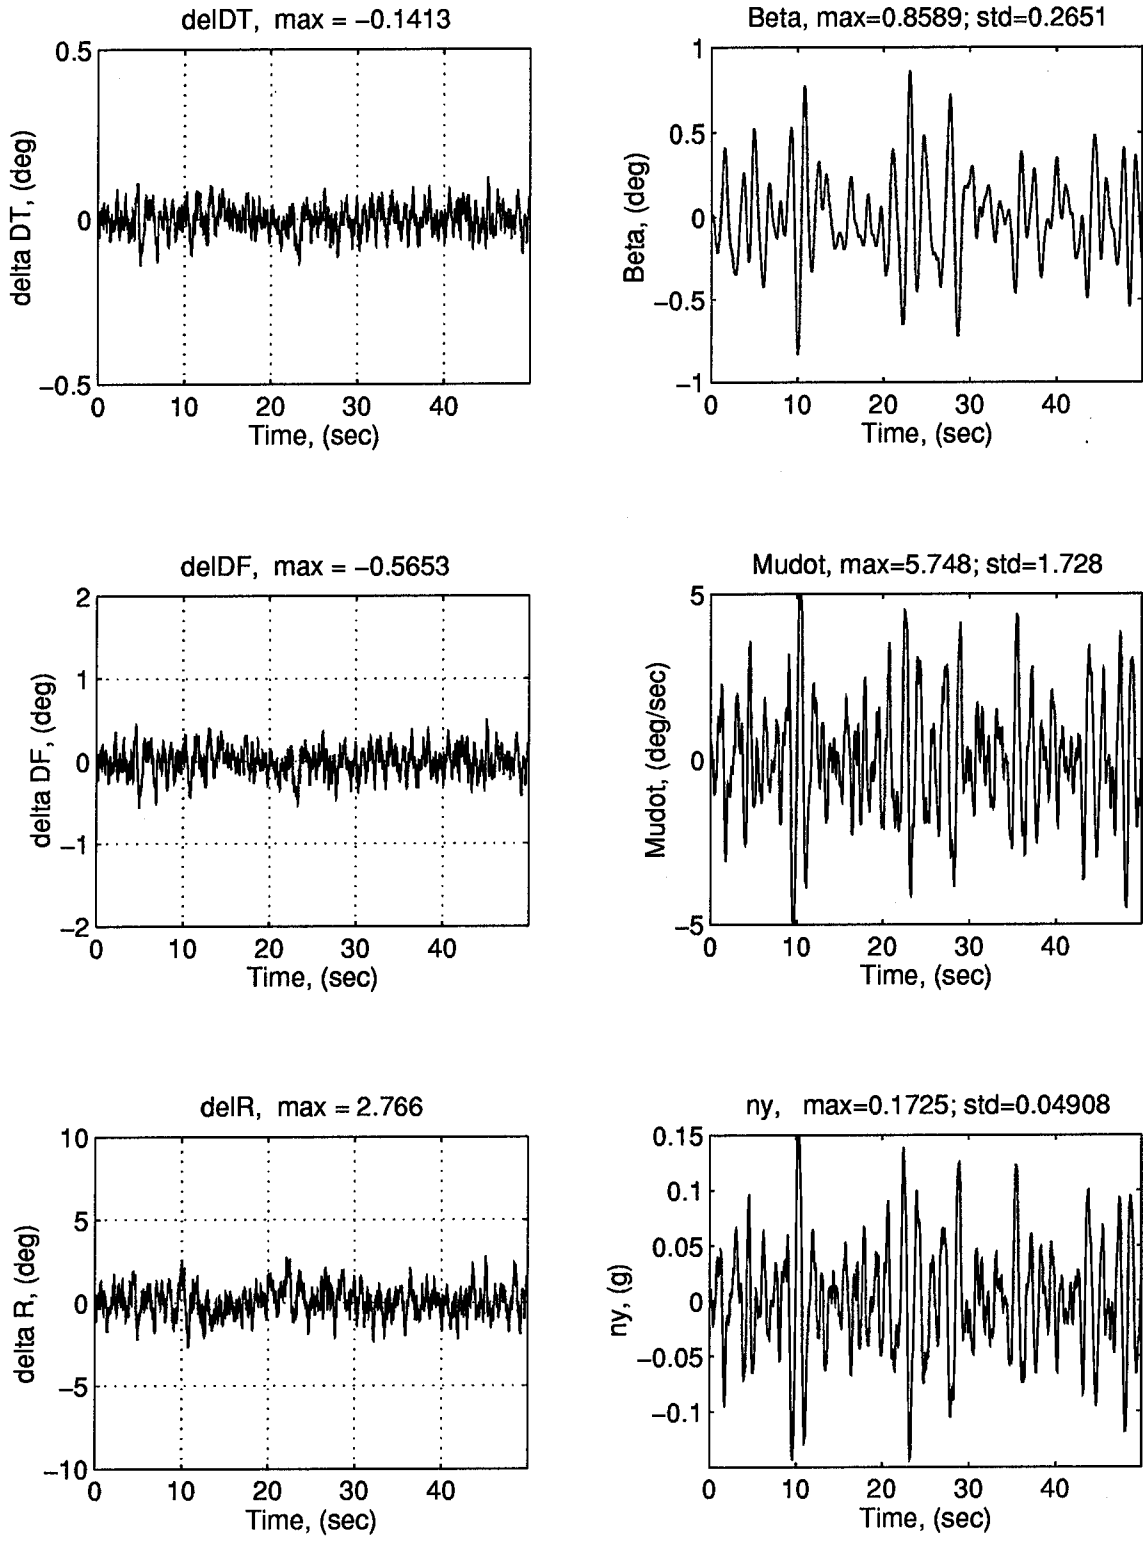 delDT, max = −0.1413
0.5
0
−0.5
delta DT, (deg)
0 10 20 30 40
Time, (sec)
Beta, max=0.8589; std=0.2651
1
0.5
0
−0.5
−1
Beta, (deg)
0 10 20 30 40
Time, (sec)
delDF, max = −0.5653
2
1
0
−1
−2
delta DF, (deg)
0 10 20 30 40
Time, (sec)
Mudot, max=5.748; std=1.728
5
0
−5
Mudot, (deg/sec)
0 10 20 30 40
Time, (sec)
delR, max = 2.766
10
5
0
−5
−10
delta R, (deg)
0 10 20 30 40
Time, (sec)
ny, max=0.1725; std=0.04908
0.15
0.1
0.05
0
−0.05
−0.1
ny, (g)
0 10 20 30 40
Time, (sec)